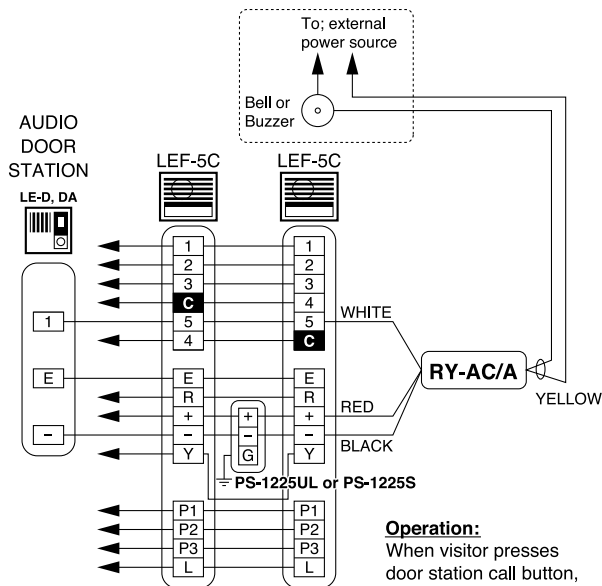 To; external
power source
Bell or
Buzzer
AUDIO
DOOR
STATION
LE-D, DA
LEF-5C
LEF-5C
1
E
–
1
2
3
C
5
4
E
R
+
–
Y
P1
P2
P3
L
+
–
G
PS-1225UL or PS-1225S
1
2
3
4
5
C
E
R
+
–
Y
P1
P2
P3
L
WHITE
RED
BLACK
RY-AC/A
YELLOW
Operation:
When visitor presses
door station call button,